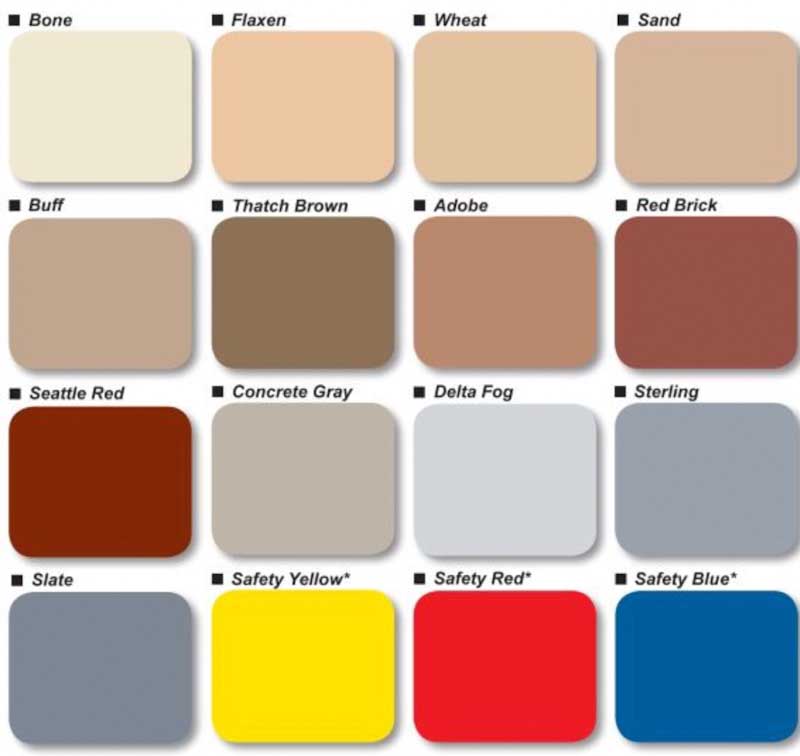 Bone
Flaxen
Wheat
Sand
Buff
Thatch Brown
Adobe
Red Brick
Seattle Red
Concrete Gray
Delta Fog
Sterling
Slate
Safety Yellow*
Safety Red*
Safety Blue*